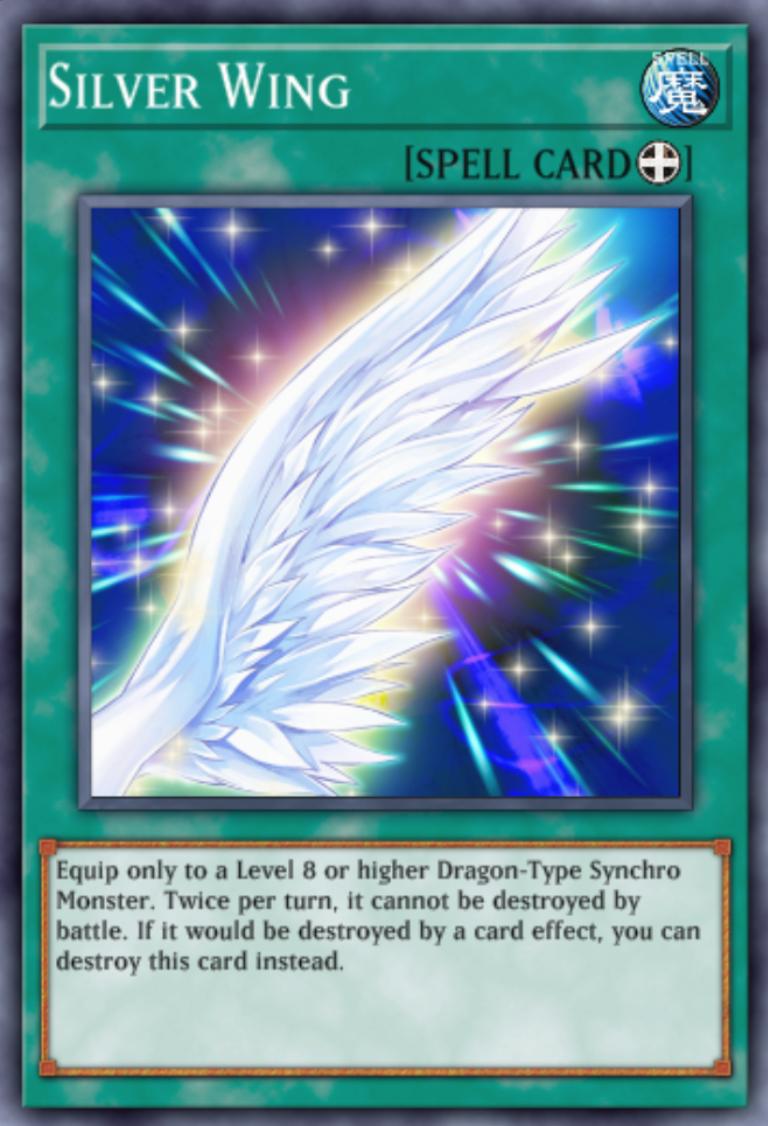 Silver Wing
SPELL
魔
[SPELL CARD]
Equip only to a Level 8 or higher Dragon-Type Synchro
Monster. Twice per turn, it cannot be destroyed by
battle. If it would be destroyed by a card effect, you can
destroy this card instead.